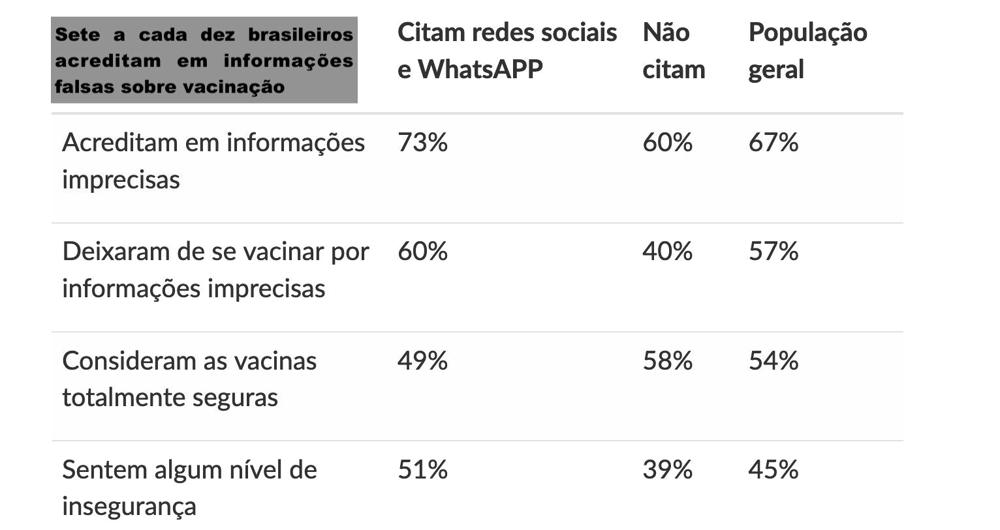 Sete a cada dez brasileiros
acreditam em informações
falsas sobre vacinação
Citam redes sociais
e WhatsAPP
Não
citam
População
geral
Acreditam em informações
imprecisas
73%
60%
67%
Deixaram de se vacinar por
informações imprecisas
60%
40%
57%
Consideram as vacinas
totalmente seguras
49%
58%
54%
Sentem algum nível de
insegurança
51%
39%
45%